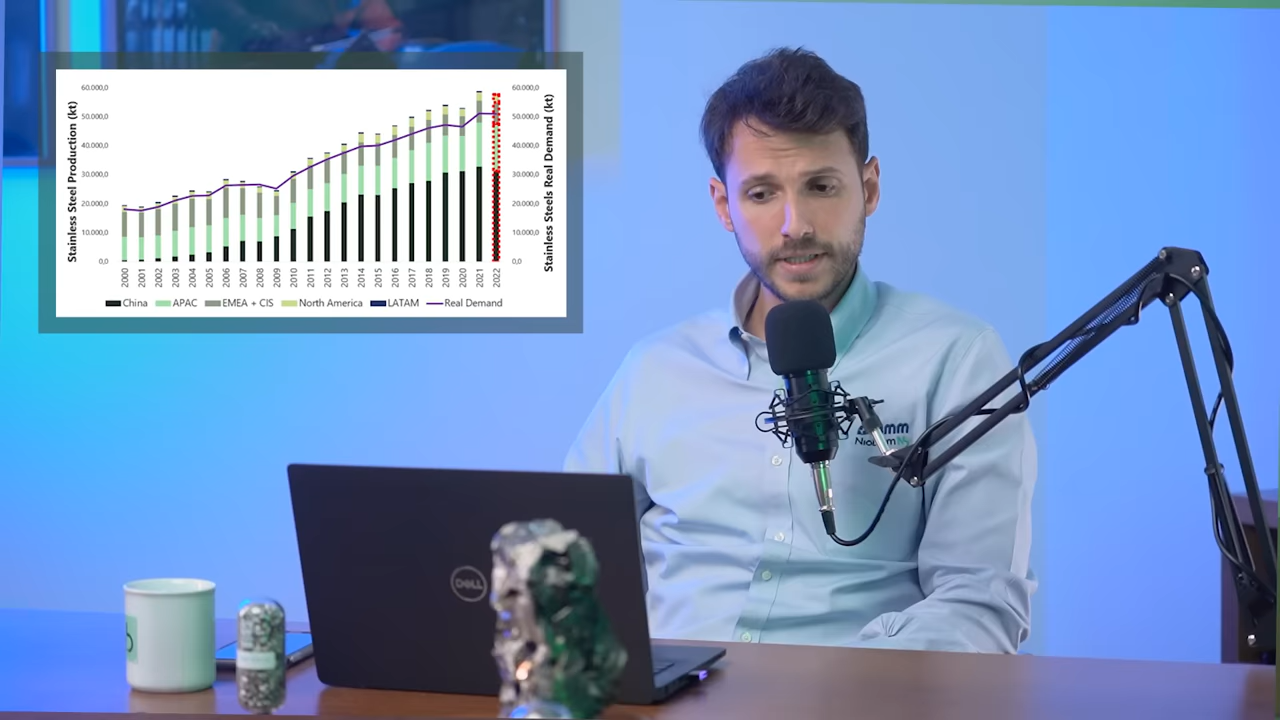 Stainless Steel Production (kt)
60.000,0
50.000,0
40.000,0
30.000,0
20.000,0
10.000,0
0,0
2000 2001 2002 2003 2004 2005 2006 2007 2008 2009 2010 2011 2012 2013 2014 2015 2016 2017 2018 2019 2020 2021 2022
60.000,0
50.000,0
40.000,0
30.000,0
20.000,0
10.000,0
0,0
Stainless Steels Real Demand (kt)
China APAC EMEA + CIS North America LATAM Real Demand
DELL